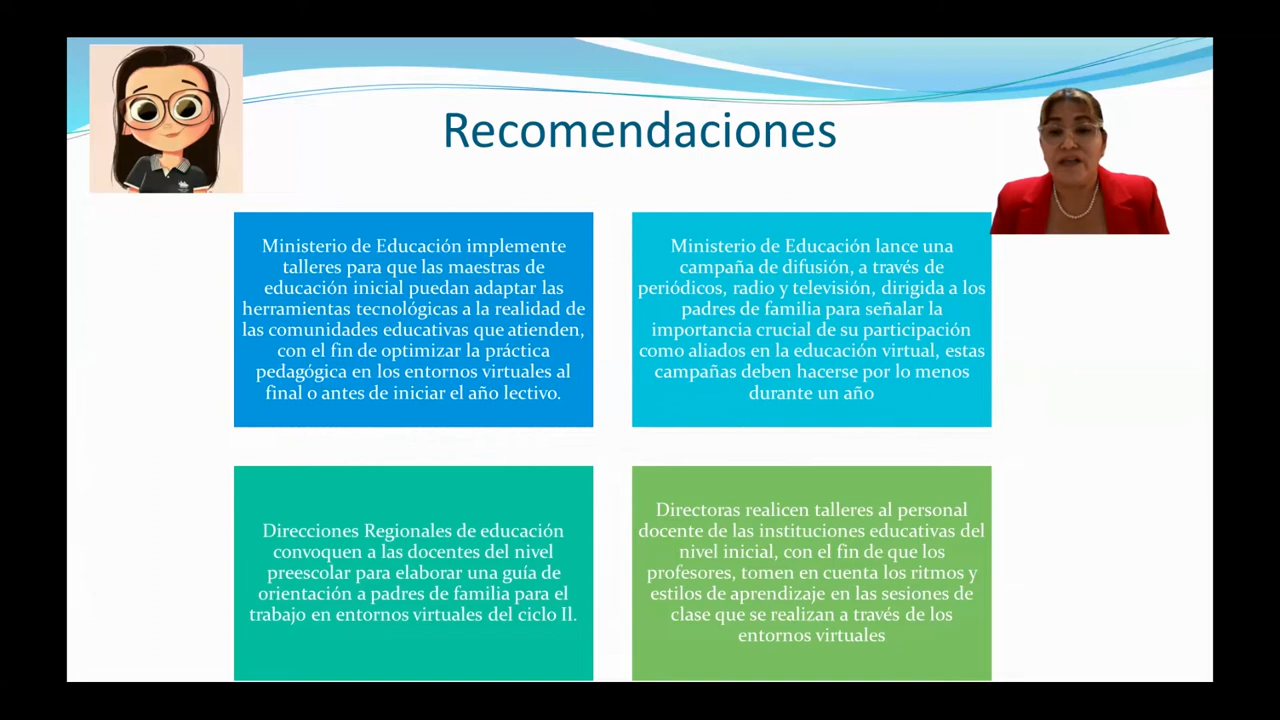 Recomendaciones
Ministerio de Educación implemente
talleres para que las maestras de
educación inicial puedan adaptar las
herramientas tecnológicas a la realidad de
las comunidades educativas que atienden,
con el fin de optimizar la práctica
pedagógica en los entornos virtuales al
final o antes de iniciar el año lectivo.
Ministerio de Educación lance una
campaña de difusión, a través de
periódicos, radio y televisión, dirigida a los
padres de familia para señalar la
importancia crucial de su participación
como aliados en la educación virtual, estas
campañas deben hacerse por lo menos
durante un año
Direcciones Regionales de educación
convoquen a las docentes del nivel
preescolar para elaborar una guía de
orientación a padres de familia para el
trabajo en entornos virtuales del ciclo II.
Directoras realicen talleres al personal
docente de las instituciones educativas del
nivel inicial, con el fin de que los
profesores, tomen en cuenta los ritmos y
estilos de aprendizaje en las sesiones de
clase que se realizan a través de los
entornos virtuales